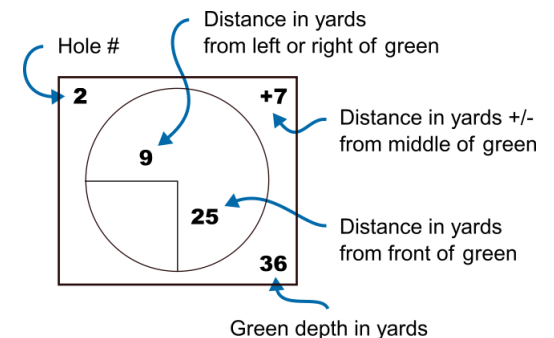 Distance in yards
from left or right of green
Hole #
2
+7
Distance in yards +/-
from middle of green
9
25
Distance in yards
from front of green
36
Green depth in yards